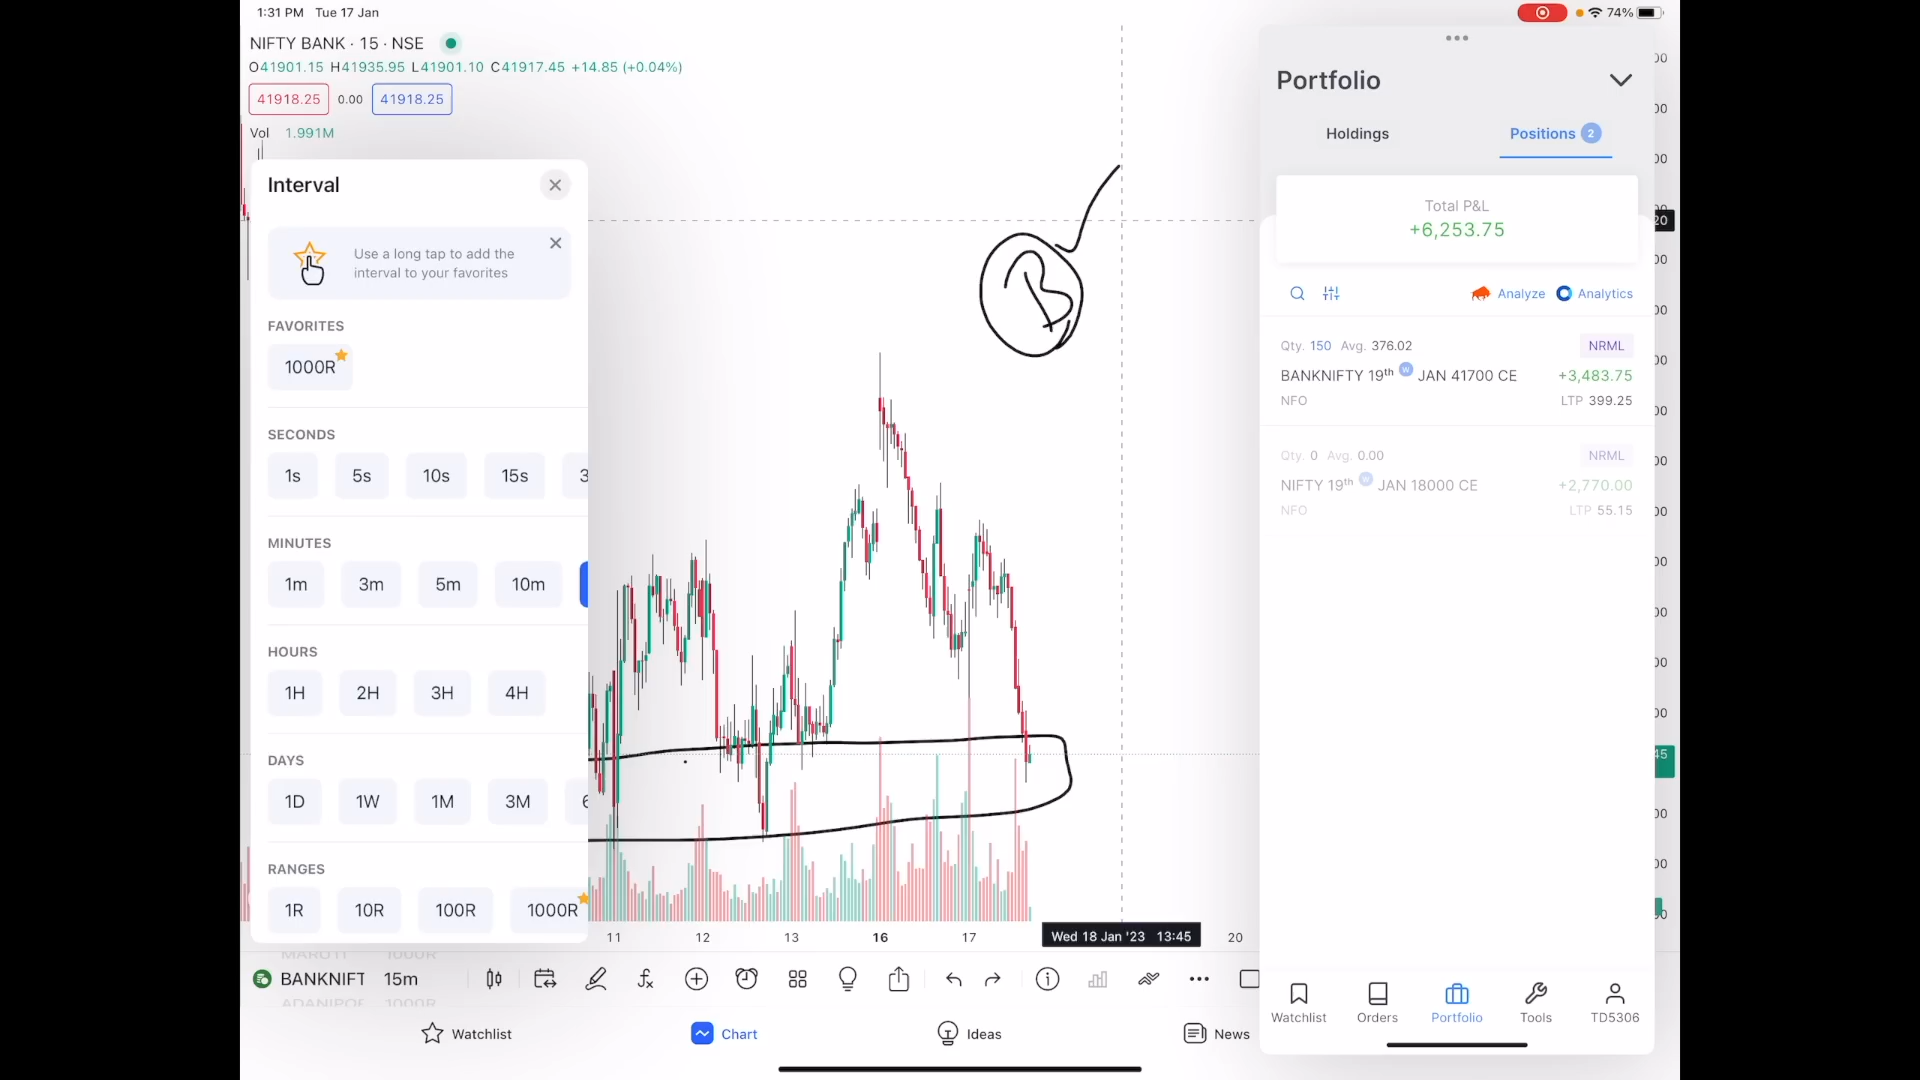 1:31 PM Tue 17 Jan
74%
NIFTY BANK · 15 · NSE
O41901.15 H41935.95 L41901.10 C41917.45 +14.85 (+0.04%)
41918.25 0.00 41918.25
Vol 1.991M
Interval
Use a long tap to add the
interval to your favorites
FAVORITES
1000R
SECONDS
1s 5s 10s 15s 3
MINUTES
1m 3m 5m 10m
HOURS
1H 2H 3H 4H
DAYS
1D 1W 1M 3M 6
RANGES
1R 10R 100R 1000R
B
11 12 13 16 17 Wed 18 Jan '23 13:45 20
BANKNIFT 15m
Watchlist Chart Ideas News
Portfolio
Holdings Positions 2
Total P&L
+6,253.75
Analyze Analytics
Qty. 150 Avg. 376.02 NRML
BANKNIFTY 19th W JAN 41700 CE +3,483.75
NFO LTP 399.25
Qty. 0 Avg. 0.00 NRML
NIFTY 19th W JAN 18000 CE +2,770.00
NFO LTP 55.15
Watchlist Orders Portfolio Tools TD5306